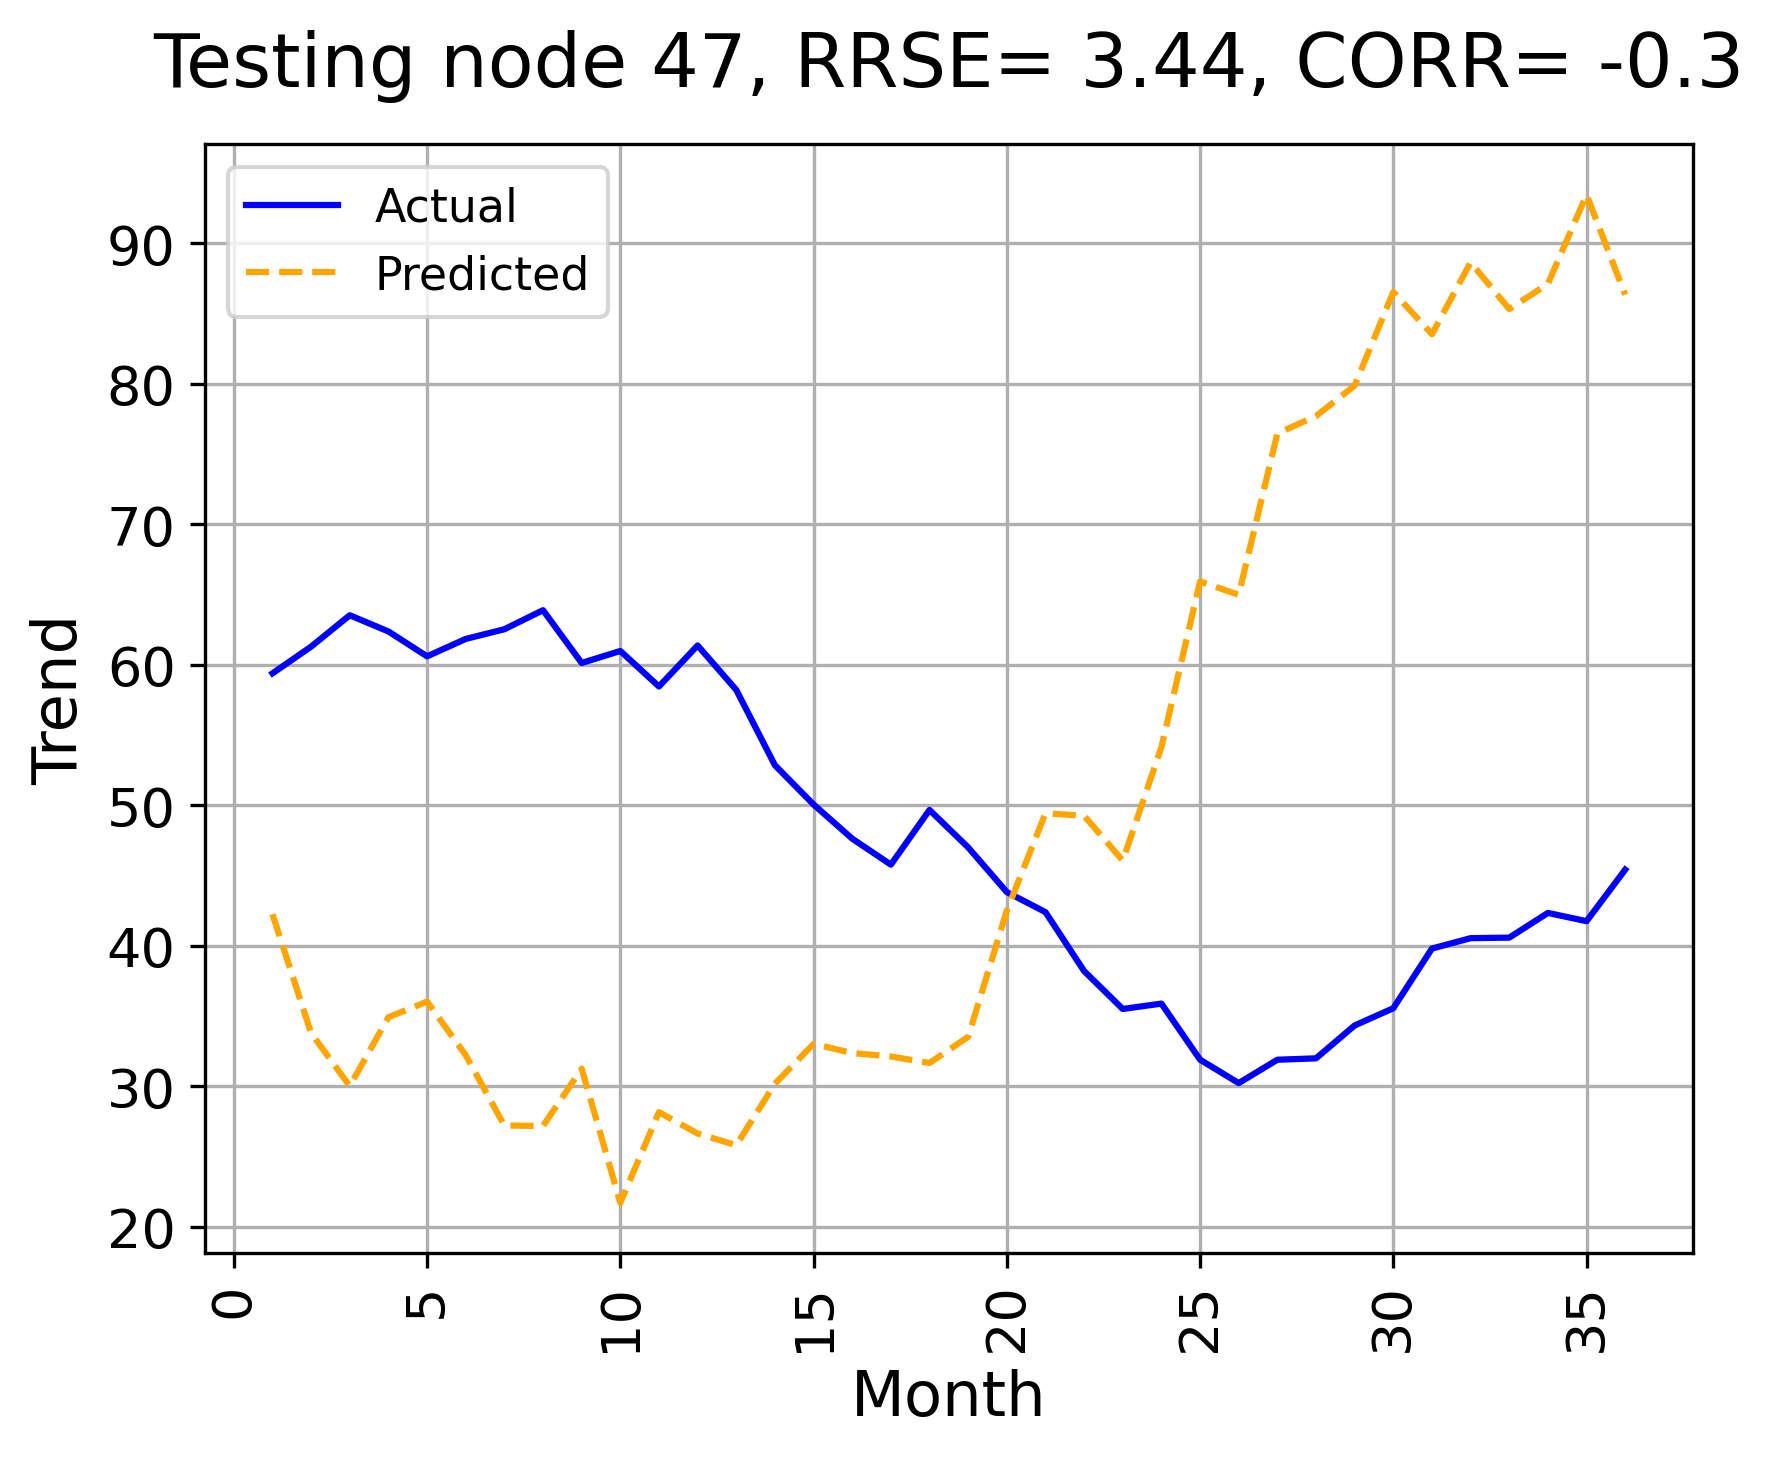 Testing node 47, RRSE= 3.44, CORR= -0.3
Actual
Predicted
90
80
70
60
50
40
30
20
Trend
0 5 10 15 20 25 30 35
Month